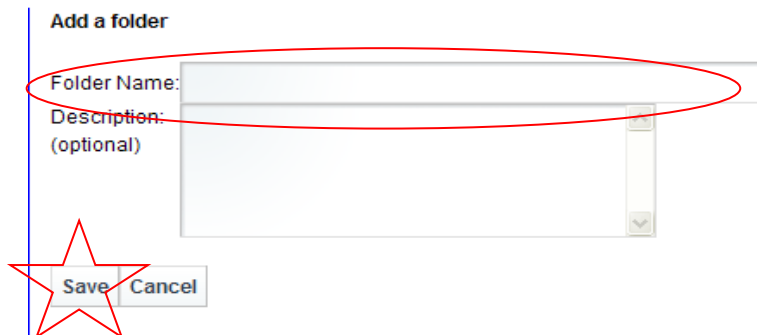 Add a folder
Folder Name:
Description:
(optional)
Save Cancel